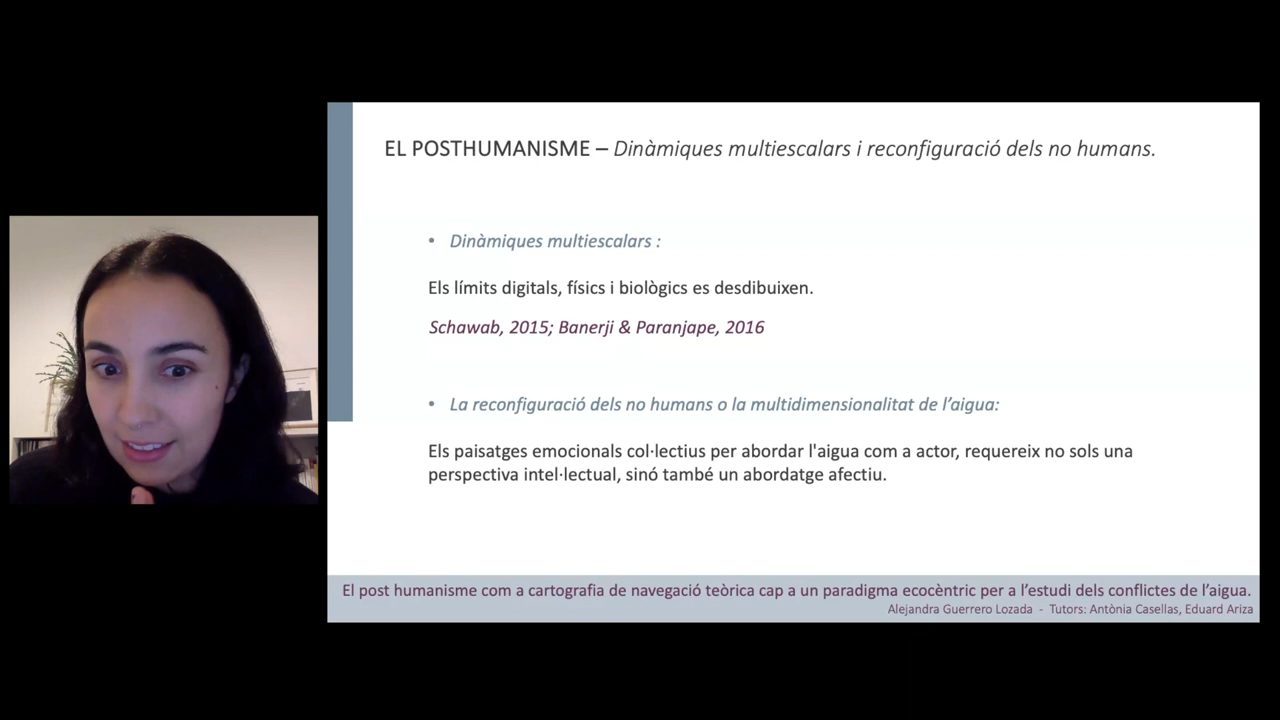 EL POSTHUMANISME – Dinàmiques multiescalars i reconfiguració dels no humans.
• Dinàmiques multiescalars :
Els límits digitals, físics i biològics es desdibuixen.
Schawab, 2015; Banerji & Paranjape, 2016
• La reconfiguració dels no humans o la multidimensionalitat de l’aigua:
Els paisatges emocionals col·lectius per abordar l'aigua com a actor, requereix no sols una
perspectiva intel·lectual, sinó també un abordatge afectiu.
El post humanisme com a cartografia de navegació teòrica cap a un paradigma ecocèntric per a l’estudi dels conflictes de l’aigua.
Alejandra Guerrero Lozada - Tutors: Antònia Casellas, Eduard Ariza